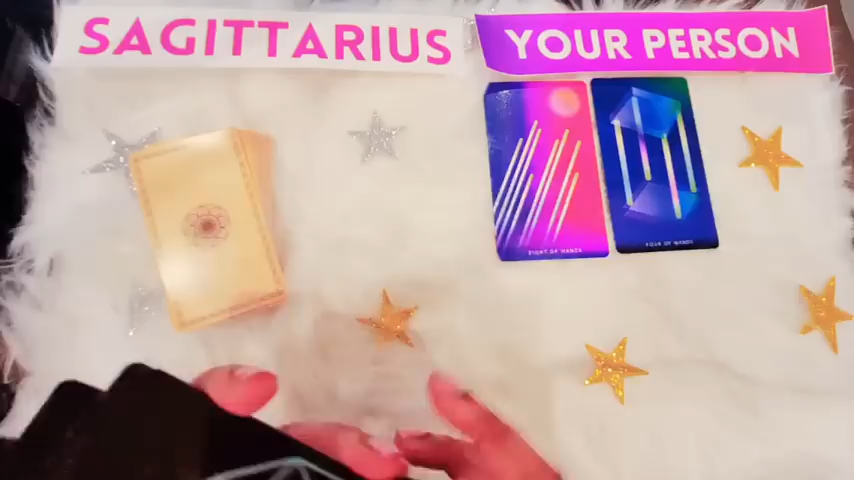 SAGITTARIUS
YOUR PERSON
EIGHT OF WANDS
FOUR OF WANDS